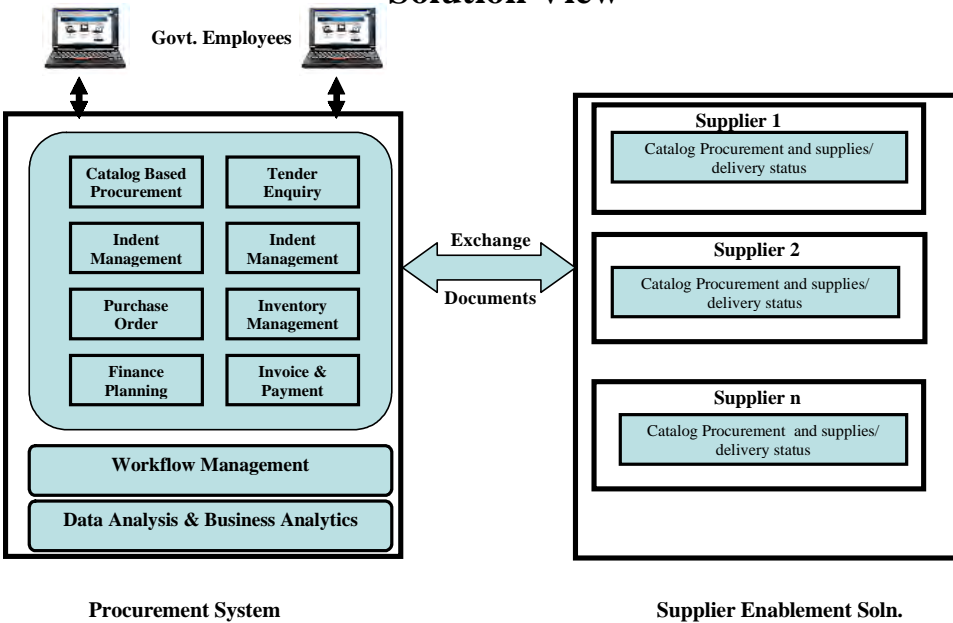 Solution View
Govt. Employees
Catalog Based
Procurement
Tender
Enquiry
Indent
Management
Indent
Management
Purchase
Order
Inventory
Management
Finance
Planning
Invoice &
Payment
Workflow Management
Data Analysis & Business Analytics
Procurement System
Exchange
Documents
Supplier 1
Catalog Procurement and supplies/
delivery status
Supplier 2
Catalog Procurement and supplies/
delivery status
Supplier n
Catalog Procurement and supplies/
delivery status
Supplier Enablement Soln.